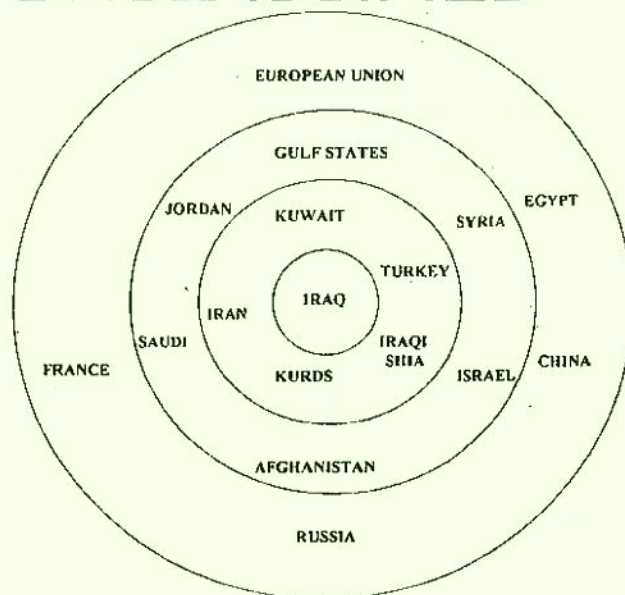 EUROPEAN UNION
GULF STATES
EGYPT
JORDAN
KUWAIT
SYRIA
TURKEY
IRAQ
IRAN
SAUDI
IRAQI
SHIA
FRANCE
KURDS
ISRAEL
CHINA
AFGHANISTAN
RUSSIA